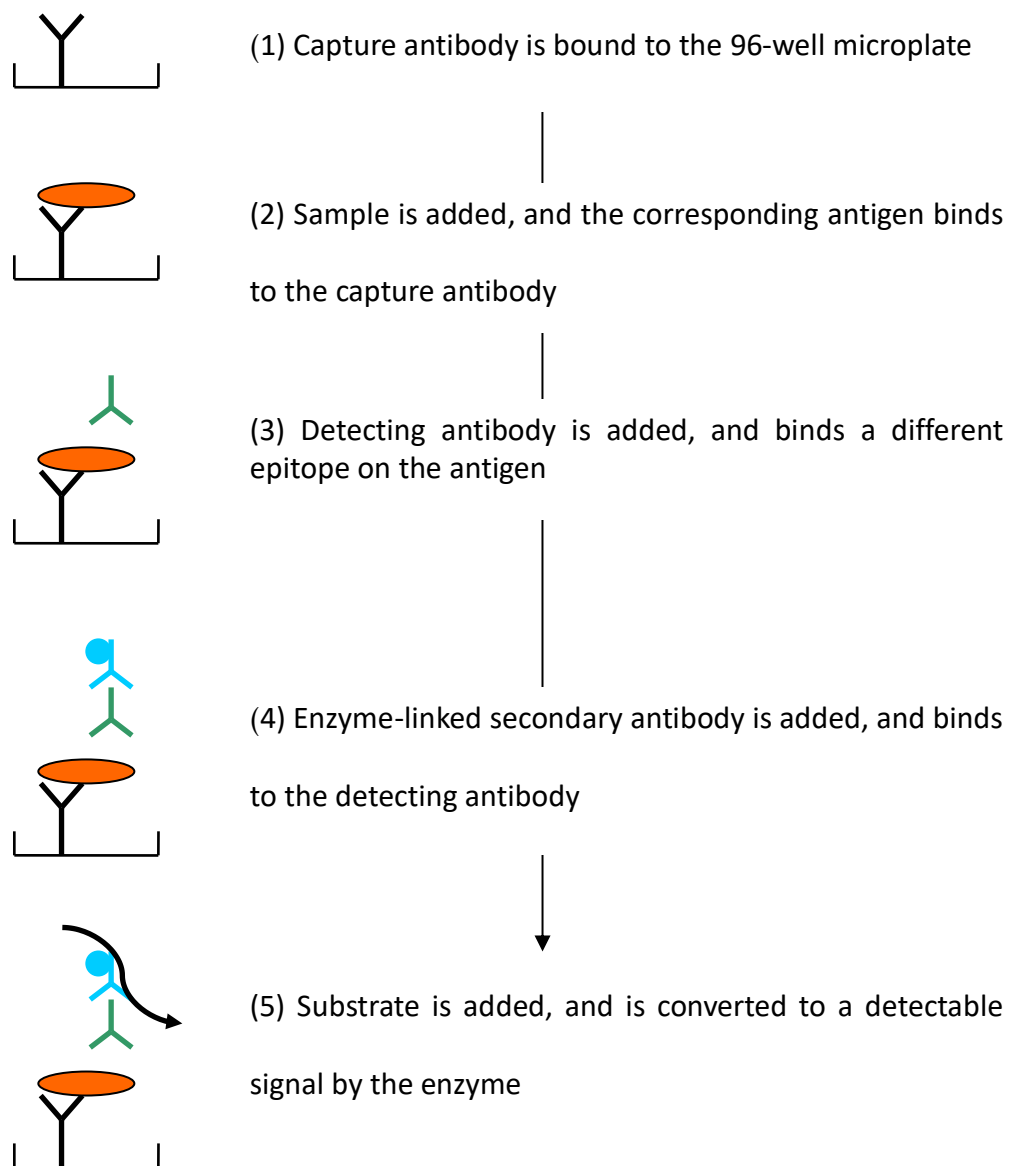 (1) Capture antibody is bound to the 96-well microplate
(2) Sample is added, and the corresponding antigen binds
to the capture antibody
(3) Detecting antibody is added, and binds a different
epitope on the antigen
(4) Enzyme-linked secondary antibody is added, and binds
to the detecting antibody
(5) Substrate is added, and is converted to a detectable
signal by the enzyme